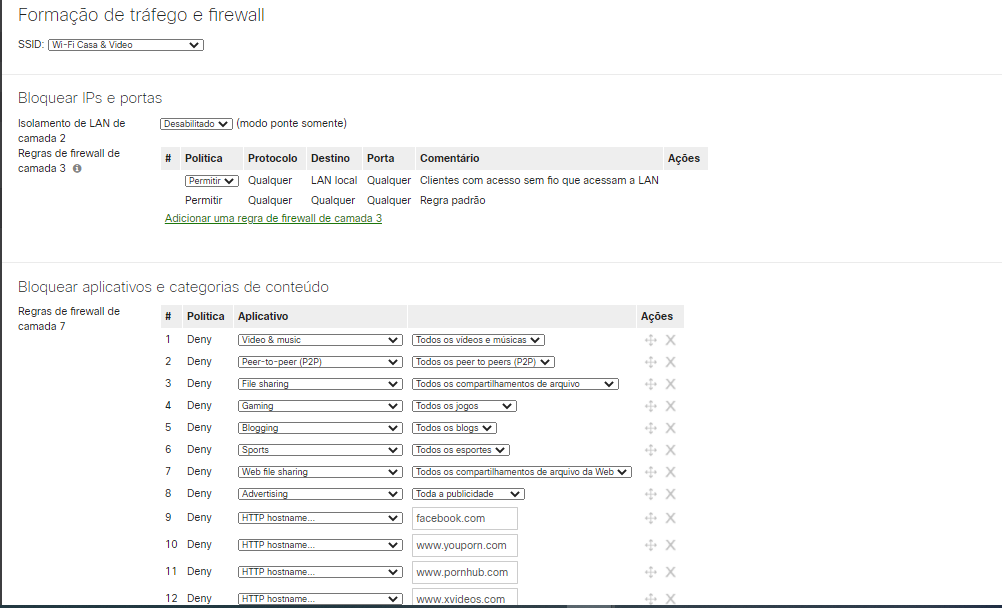 Formação de tráfego e firewall
SSID: Wi-Fi Casa & Video
Bloquear IPs e portas
Isolamento de LAN de camada 2 Desabilitado (modo ponte somente)
Regras de firewall de camada 3
# Política Protocolo Destino Porta Comentário Ações
Permitir Qualquer LAN local Qualquer Clientes com acesso sem fio que acessam a LAN
Permitir Qualquer Qualquer Qualquer Regra padrão
Adicionar uma regra de firewall de camada 3
Bloquear aplicativos e categorias de conteúdo
Regras de firewall de camada 7
# Política Aplicativo Ações
1 Deny Video & music Todos os vídeos e músicas
2 Deny Peer-to-peer (P2P) Todos os peer to peers (P2P)
3 Deny File sharing Todos os compartilhamentos de arquivo
4 Deny Gaming Todos os jogos
5 Deny Blogging Todos os blogs
6 Deny Sports Todos os esportes
7 Deny Web file sharing Todos os compartilhamentos de arquivo da Web
8 Deny Advertising Toda a publicidade
9 Deny HTTP hostname... facebook.com
10 Deny HTTP hostname... www.youporn.com
11 Deny HTTP hostname... www.pornhub.com
12 Deny HTTP hostname... www.xvideos.com